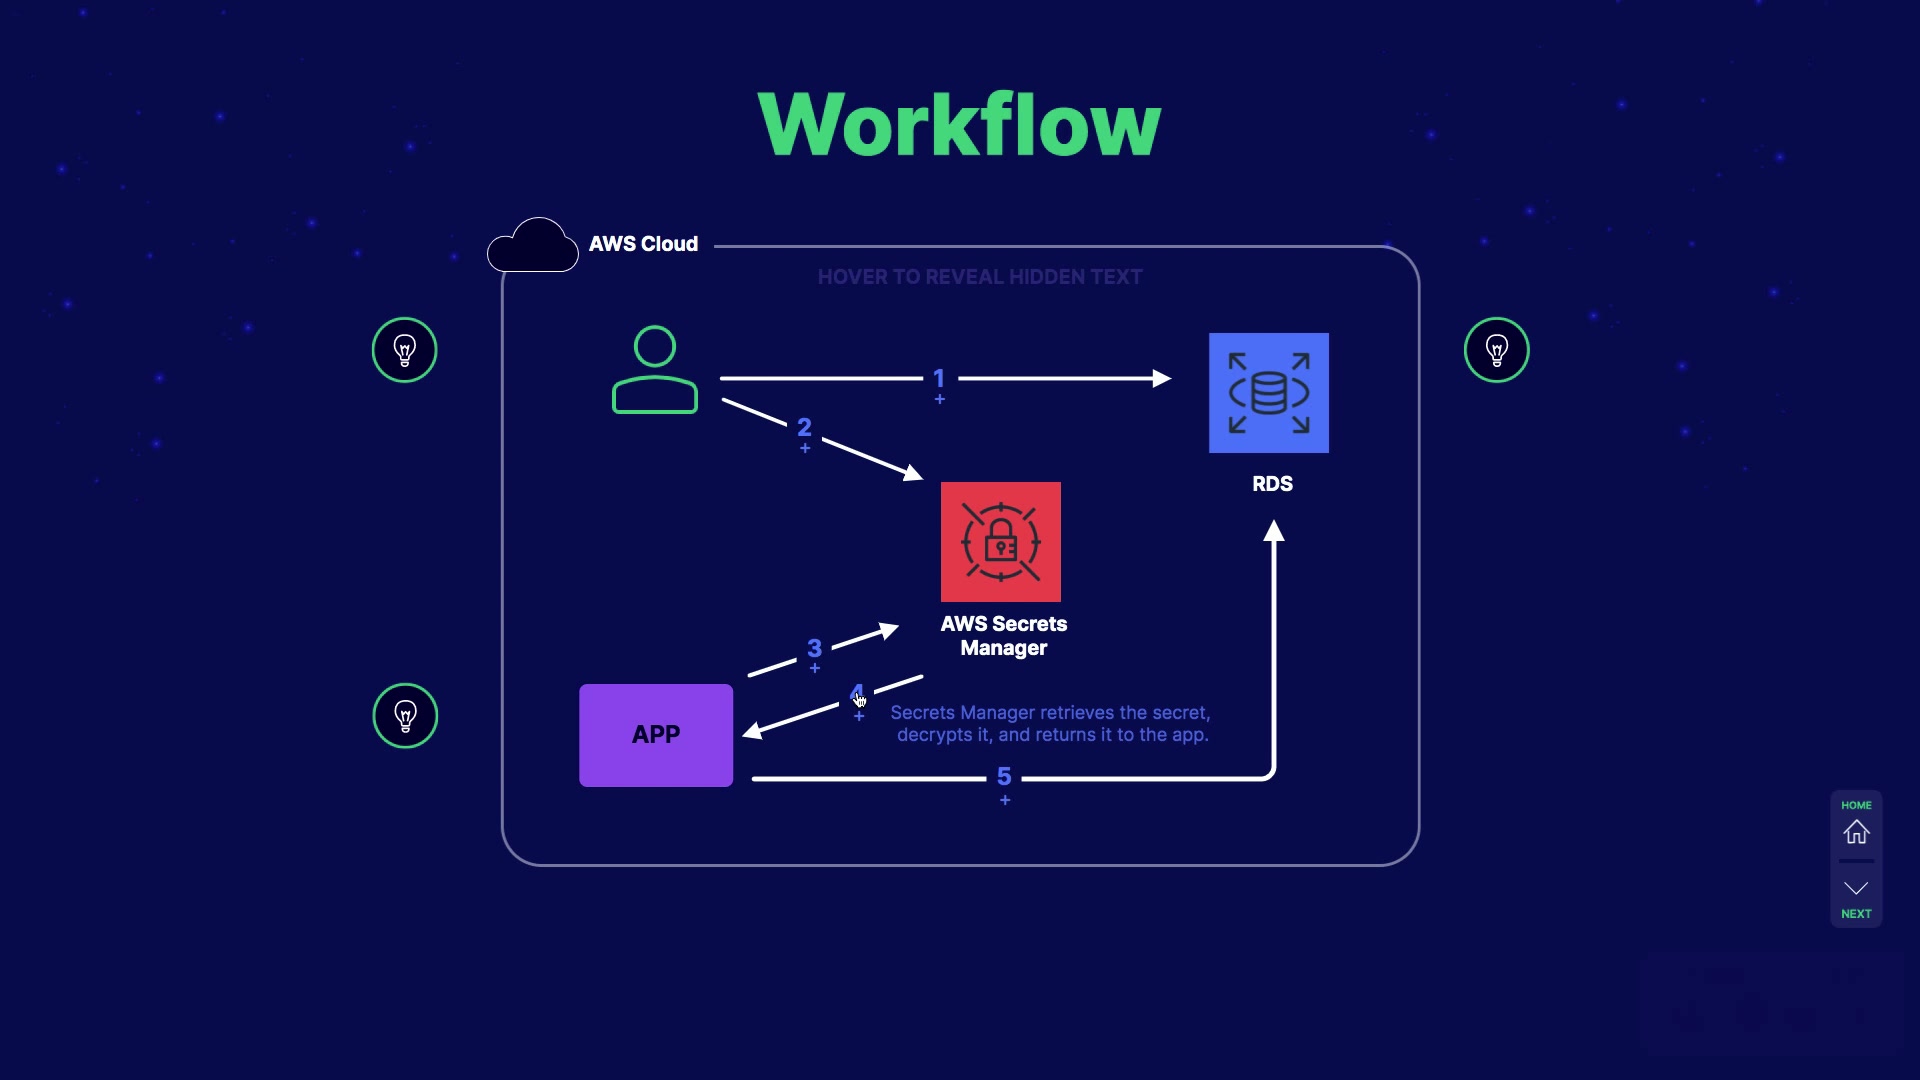 Workflow
AWS Cloud
HOVER TO REVEAL HIDDEN TEXT
1
+
2
+
RDS
AWS Secrets
Manager
3
+
4
+
Secrets Manager retrieves the secret,
decrypts it, and returns it to the app.
APP
5
+
HOME
NEXT